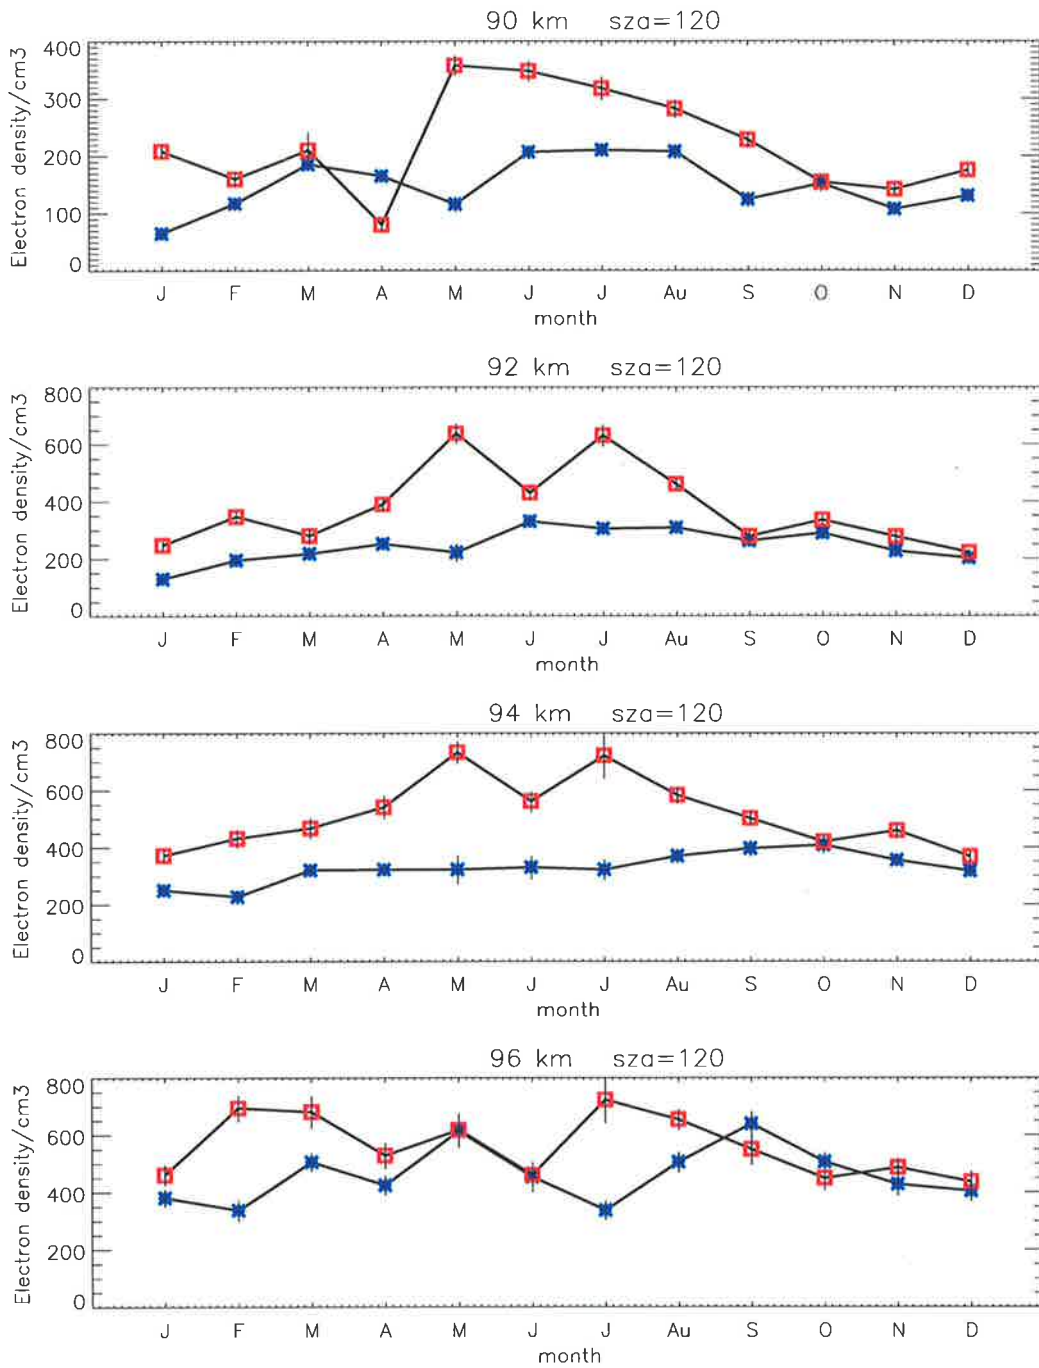 90 km sza=120
Electron density/cm3
400
300
200
100
0
J F M A M J J Au S O N D
month
92 km sza=120
Electron density/cm3
800
600
400
200
0
J F M A M J J Au S O N D
month
94 km sza=120
Electron density/cm3
800
600
400
200
0
J F M A M J J Au S O N D
month
96 km sza=120
Electron density/cm3
800
600
400
200
0
J F M A M J J Au S O N D
month